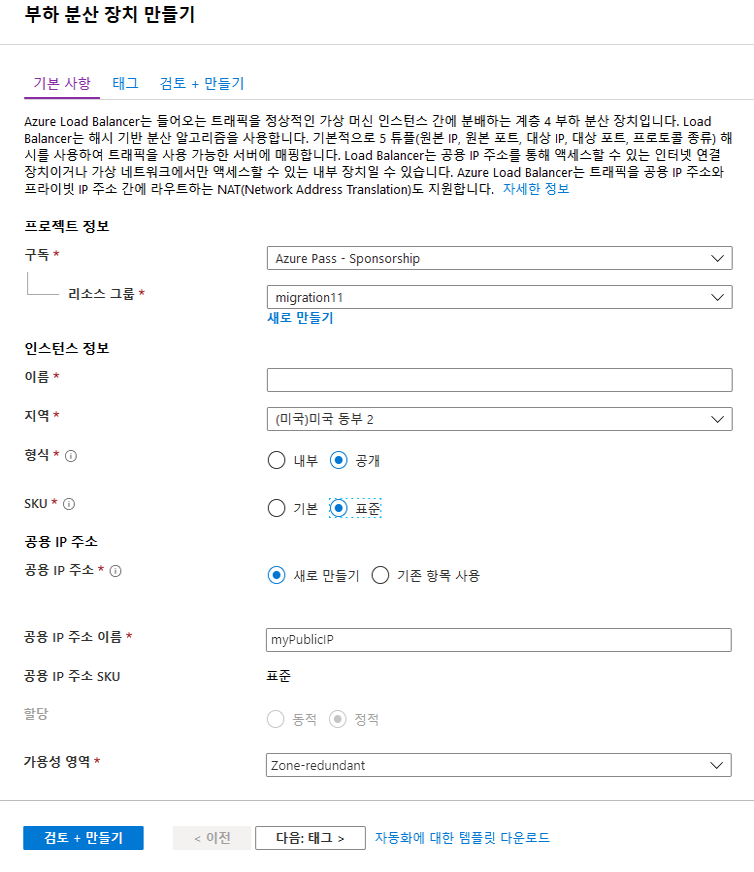 부하 분산 장치 만들기
기본 사항 태그 검토 + 만들기
Azure Load Balancer는 들어오는 트래픽을 정상적인 가상 머신 인스턴스 간에 분배하는 계층 4 부하 분산 장치입니다. Load
Balancer는 해시 기반 분산 알고리즘을 사용합니다. 기본적으로 5 튜플(원본 IP, 원본 포트, 대상 IP, 대상 포트, 프로토콜 종류) 해
시를 사용하여 트래픽을 사용 가능한 서버에 매핑합니다. Load Balancer는 공용 IP 주소를 통해 액세스할 수 있는 인터넷 연결
장치이거나 가상 네트워크에서만 액세스할 수 있는 내부 장치일 수 있습니다. Azure Load Balancer는 트래픽을 공용 IP 주소와
프라이빗 IP 주소 간에 라우트하는 NAT(Network Address Translation)도 지원합니다. 자세한 정보
프로젝트 정보
구독 * Azure Pass - Sponsorship
리소스 그룹 * migration11
새로 만들기
인스턴스 정보
이름 *
지역 * (미국)미국 동부 2
형식 * 내부 공개
SKU * 기본 표준
공용 IP 주소
공용 IP 주소 * 새로 만들기 기존 항목 사용
공용 IP 주소 이름 * myPublicIP
공용 IP 주소 SKU 표준
할당 동적 정적
가용성 영역 * Zone-redundant
검토 + 만들기 < 이전 다음: 태그 > 자동화에 대한 템플릿 다운로드